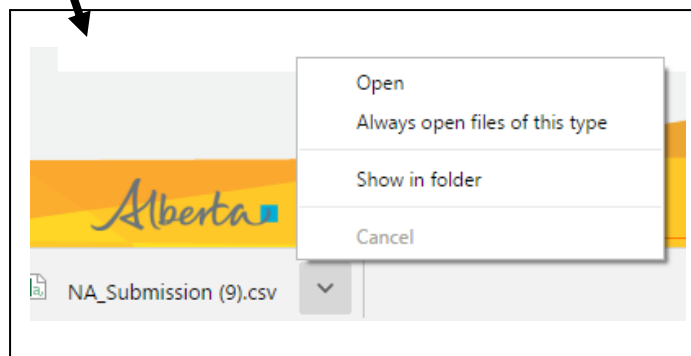 Open
Always open files of this type
Show in folder
Alberta
Cancel
NA_Submission (9).csv